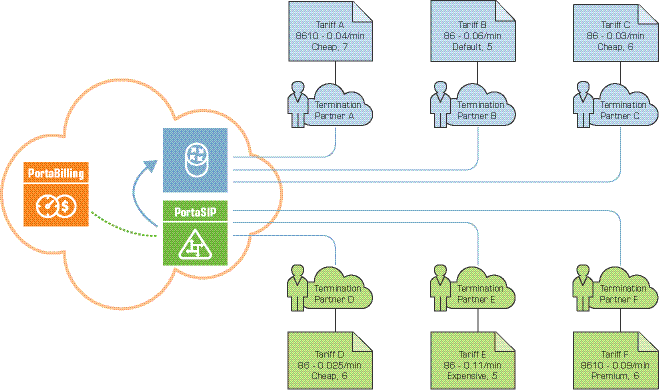 Tariff A
8610 - 0.04/min
Cheap, 7
Tariff B
86 - 0.06/min
Default, 5
Tariff C
86 - 0.03/min
Cheap, 6
Termination
Partner A
Termination
Partner B
Termination
Partner C
PortaBilling
$
PortaSIP
Termination
Partner D
Termination
Partner E
Termination
Partner F
Tariff D
86 - 0.025/min
Cheap, 6
Tariff E
86 - 0.11/min
Expensive, 5
Tariff F
8610 - 0.09/min
Premium, 6